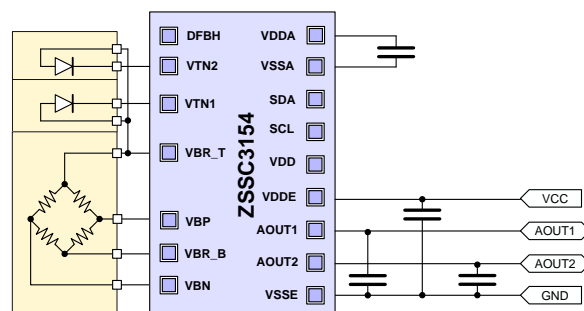 DFBH
VTN2
VTN1
VBR_T
VBP
VBR_B
VBN
ZSSC3154
VDDA
VSSA
SDA
SCL
VDD
VDDE
AOUT1
AOUT2
VSSE
VCC
AOUT1
AOUT2
GND